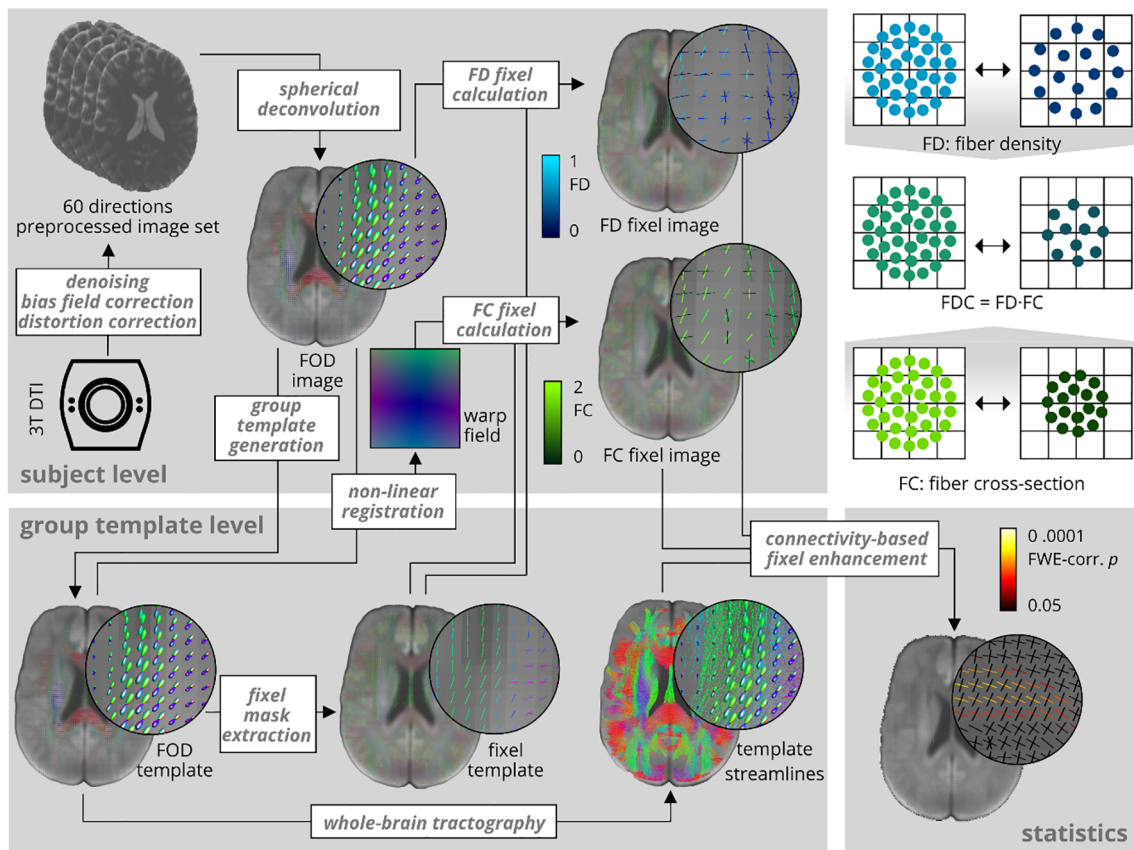 60 directions
preprocessed image set
denoising
bias field correction
distortion correction
3T DTI
subject level
spherical
deconvolution
FOD
image
group
template
generation
FD fixel
calculation
1
FD
0
FD fixel image
FC fixel
calculation
warp
field
non-linear
registration
2
FC
0
FC fixel image
FD: fiber density
FDC = FD·FC
FC: fiber cross-section
group template level
FOD
template
fixel
mask
extraction
fixel
template
whole-brain tractography
template
streamlines
connectivity-based
fixel enhancement
0 .0001
FWE-corr. p
0.05
statistics